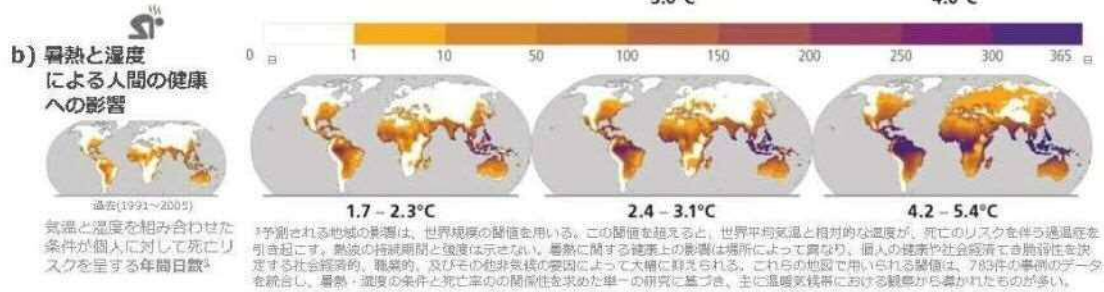 3.0°C 4.0°C
b) 暑熱と湿度
による人間の健康
への影響
0 日 1 10 50 100 150 200 250 300 365 日
過去(1991~2005)
気温と湿度を組み合わせた
条件が個人に対して死亡リ
スクを呈する年間日数³
1.7 – 2.3°C 2.4 – 3.1°C 4.2 – 5.4°C
³予測される地域の影響は、世界規模の閾値を用いる。この閾値を超えると、世界平均気温と相対的な湿度が、死亡のリスクを伴う過温症を
引き起こす。熱波の持続期間と強度は示さない。暑熱に関する健康上の影響は場所によって異なり、個人の健康や社会経済てき脆弱性を決
定する社会経済的、職業的、及びその他非気候の要因によって大幅に抑えられる。これらの地図で用いられる閾値は、783件の事例のデータ
を統合し、暑熱・湿度の条件と死亡率のの関係性を求めた単一の研究に基づき、主に温暖気候帯における観察から導かれたものが多い。